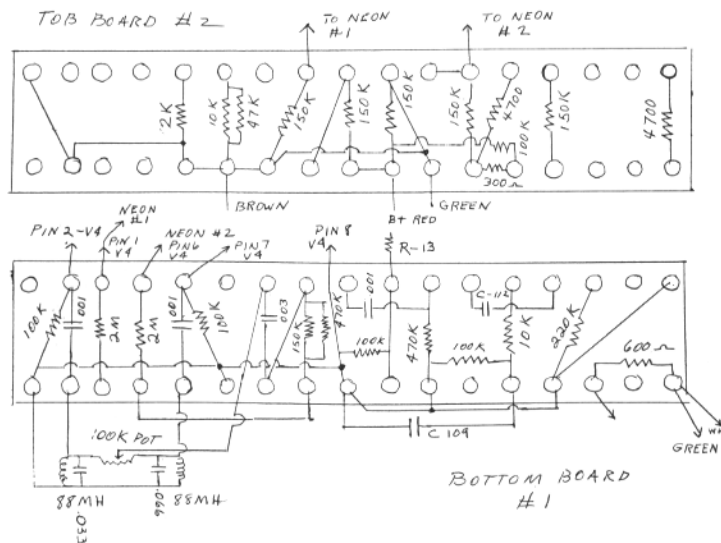 TOB BOARD #2
TO NEON
#1
TO NEON
#2
2K
10K
47K
150K
150K
150K
150K
4700
100K
300Ω
150K
4700
BROWN
B+ RED
GREEN
PIN 2-V4
NEON
#1
PIN 1
V4
NEON #2
PIN 6
V4
PIN 7
V4
PIN 8
V4
R-13
100K
.001
2M
2M
.001
100K
.003
150K
470K
.001
100K
470K
C-112
100K
10K
220K
600Ω
C 109
100K POT
88MH
.033
.066
88MH
WH
GREEN
BOTTOM BOARD
#1